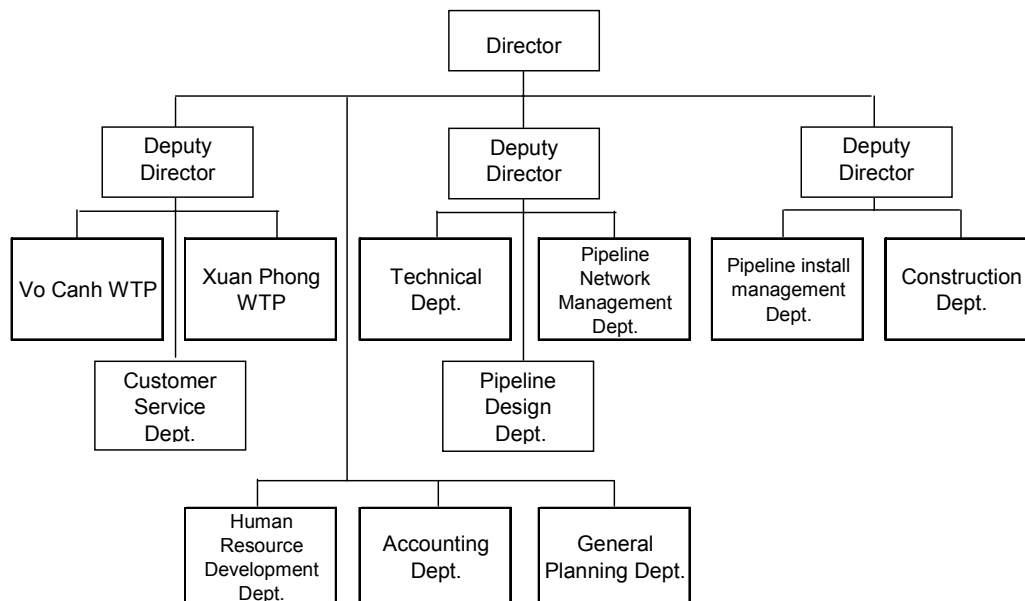 Director
Deputy
Director
Deputy
Director
Deputy
Director
Vo Canh WTP
Xuan Phong
WTP
Technical
Dept.
Pipeline
Network
Management
Dept.
Pipeline install
management
Dept.
Construction
Dept.
Customer
Service
Dept.
Pipeline
Design
Dept.
Human
Resource
Development
Dept.
Accounting
Dept.
General
Planning Dept.